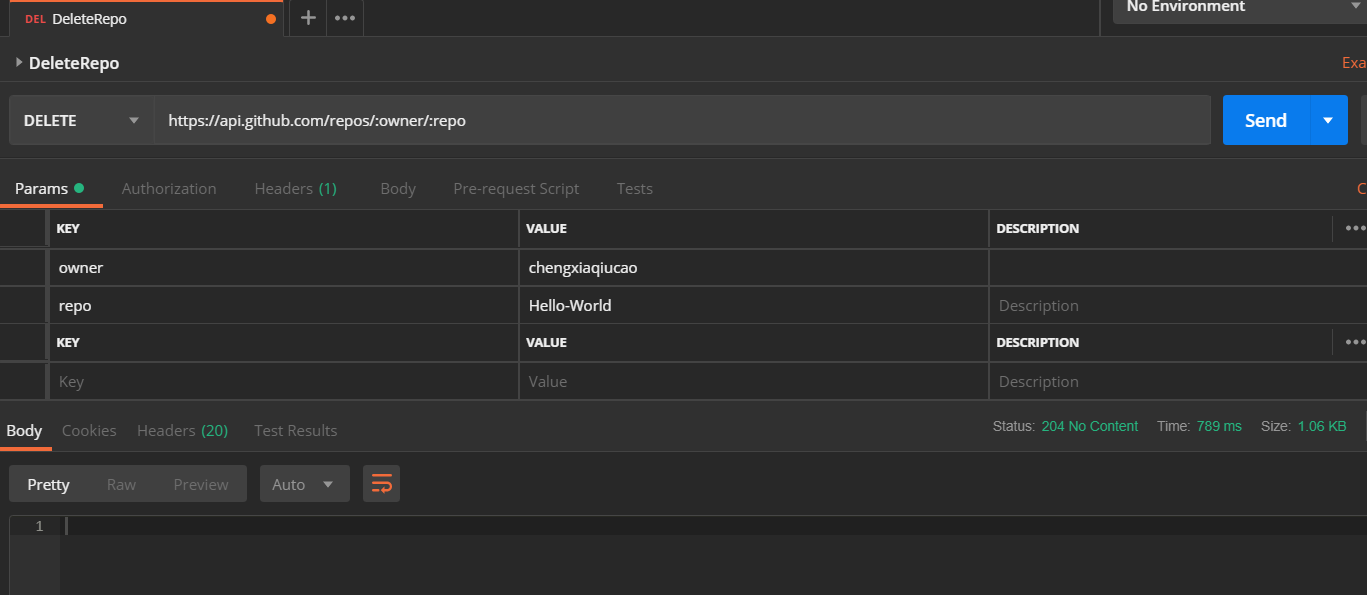 DEL DeleteRepo
No Environment
DeleteRepo
Exa
DELETE https://api.github.com/repos/:owner/:repo Send
Params Authorization Headers (1) Body Pre-request Script Tests C
KEY VALUE DESCRIPTION
owner chengxiaqiucao
repo Hello-World Description
KEY VALUE DESCRIPTION
Key Value Description
Body Cookies Headers (20) Test Results Status: 204 No Content Time: 789 ms Size: 1.06 KB
Pretty Raw Preview Auto
1